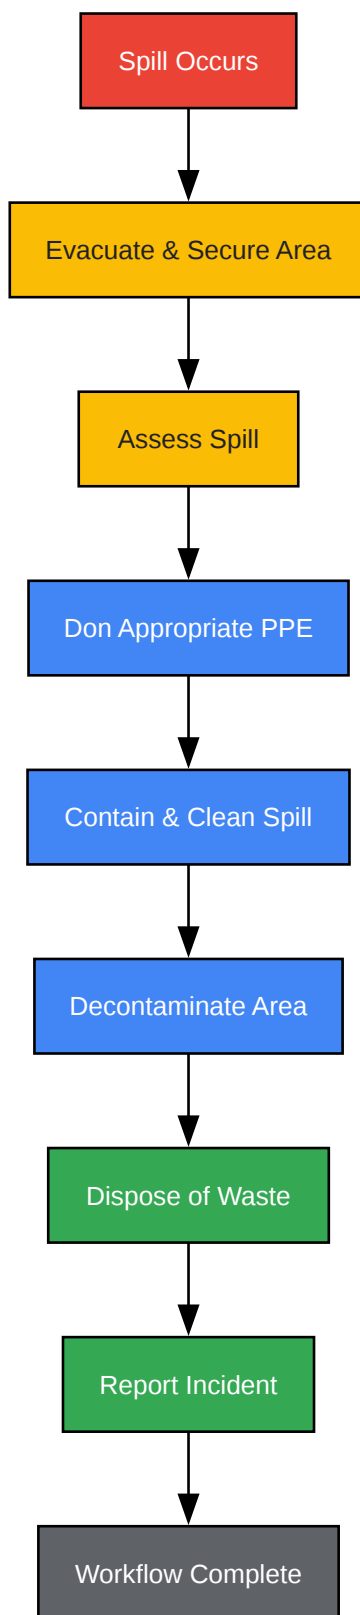 Spill Occurs
Evacuate & Secure Area
Assess Spill
Don Appropriate PPE
Contain & Clean Spill
Decontaminate Area
Dispose of Waste
Report Incident
Workflow Complete